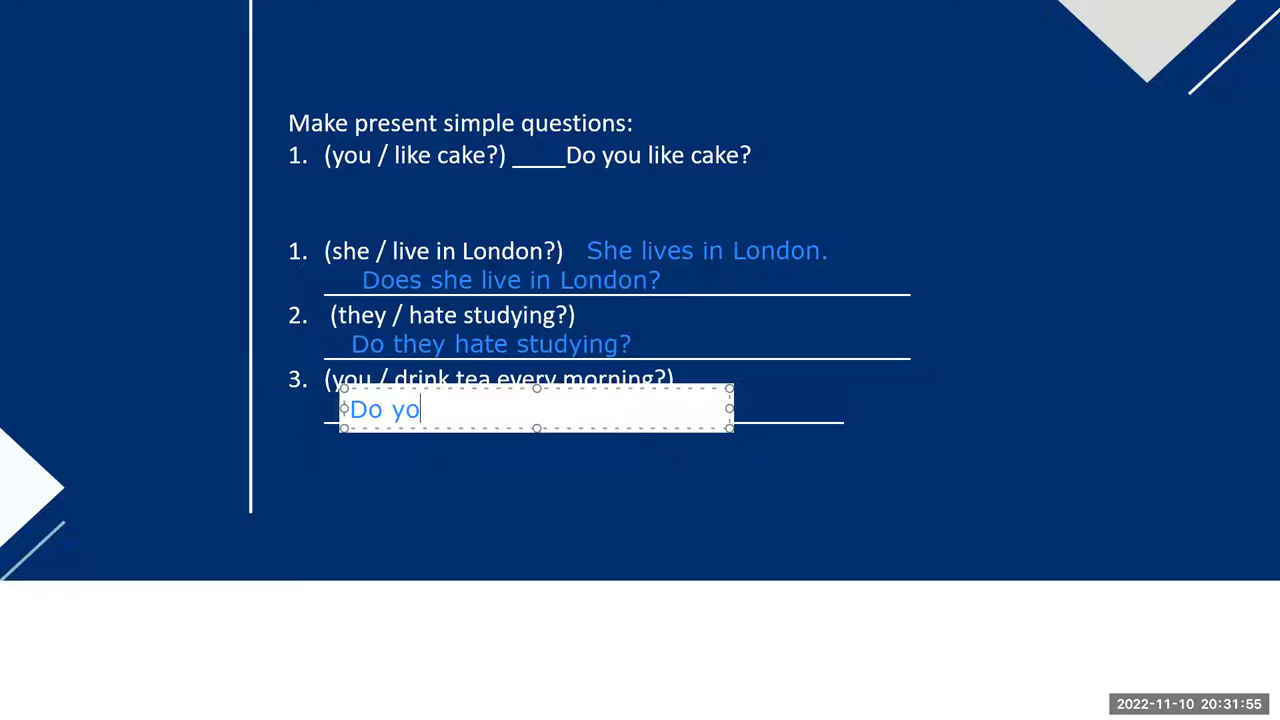 Make present simple questions:
1. (you / like cake?) ____Do you like cake?
1. (she / live in London?) She lives in London.
Does she live in London?
2. (they / hate studying?)
Do they hate studying?
3. (you / drink tea every morning?)
Do yo
2022-11-10 20:31:55